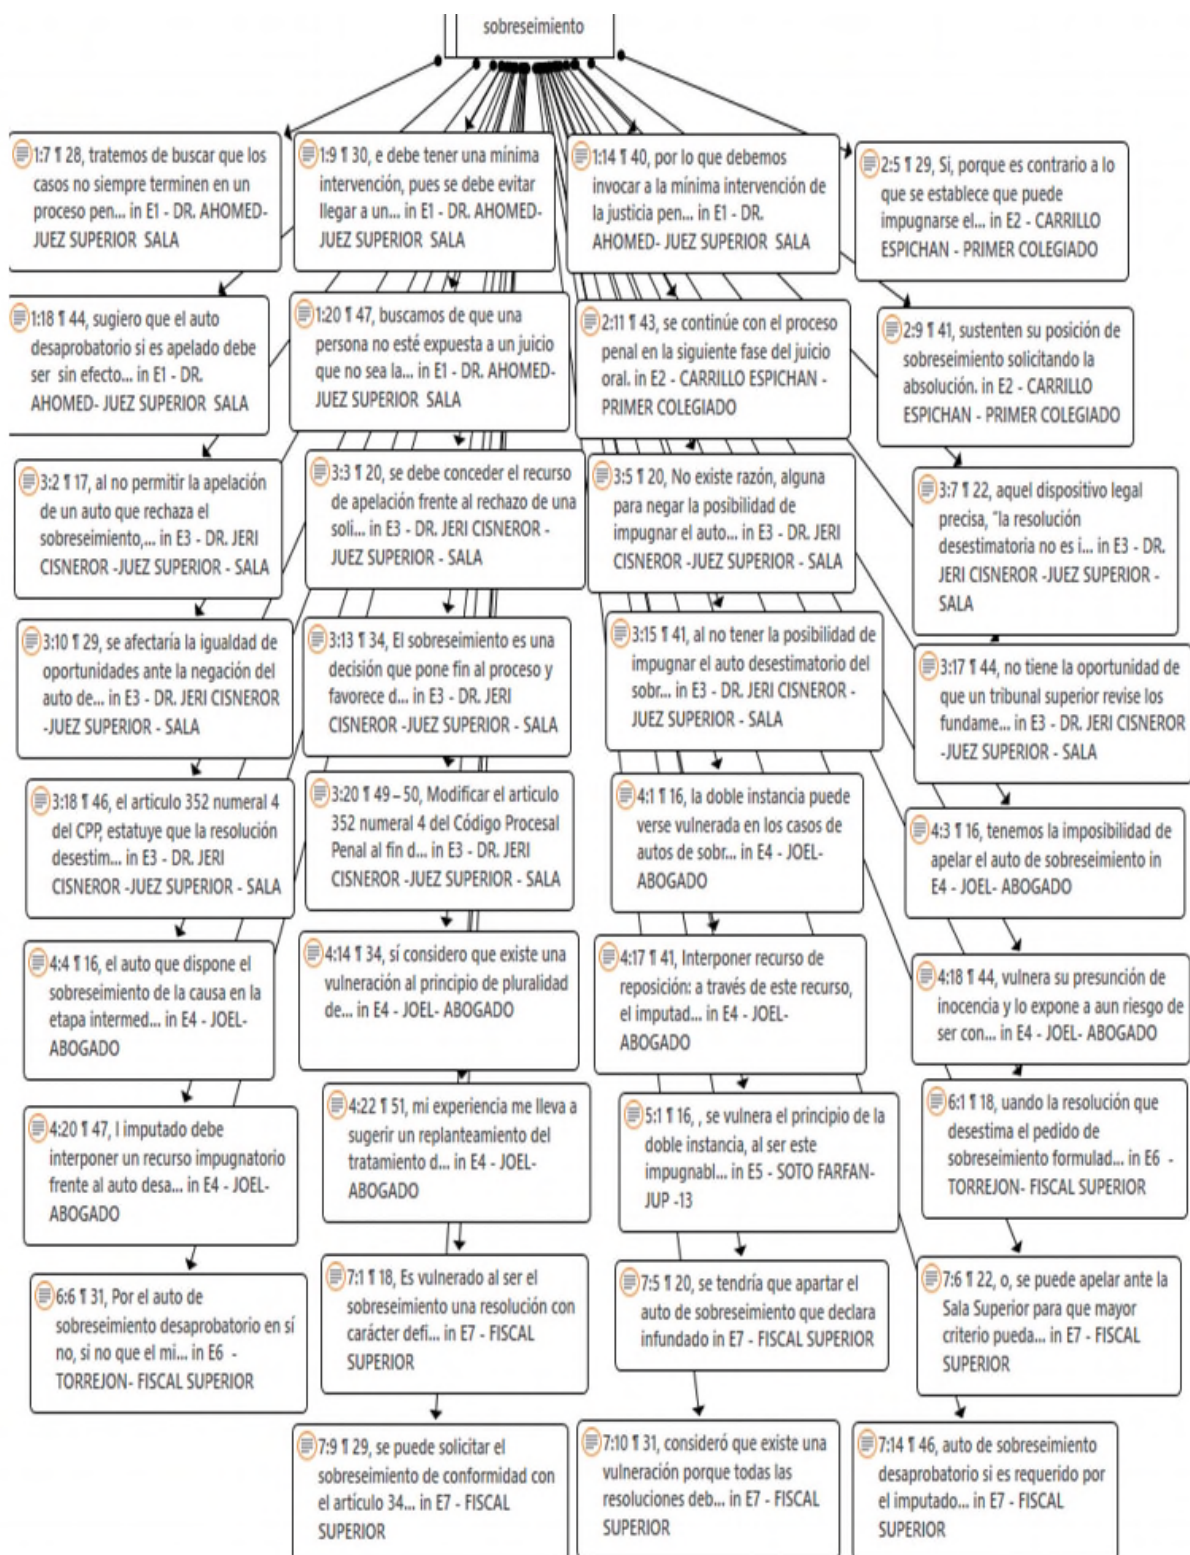 sobreseimiento
1:7 ¶ 28, tratemos de buscar que los
casos no siempre terminen en un
proceso pen... in E1 - DR. AHOMED-
JUEZ SUPERIOR SALA
1:9 ¶ 30, e debe tener una mínima
intervención, pues se debe evitar
llegar a un... in E1 - DR. AHOMED-
JUEZ SUPERIOR SALA
1:14 ¶ 40, por lo que debemos
invocar a la mínima intervención de
la justicia pen... in E1 - DR.
AHOMED- JUEZ SUPERIOR SALA
2:5 ¶ 29, Si, porque es contrario a lo
que se establece que puede
impugnarse el... in E2 - CARRILLO
ESPICHAN - PRIMER COLEGIADO
1:18 ¶ 44, sugiero que el auto
desaprobatorio si es apelado debe
ser sin efecto... in E1 - DR.
AHOMED- JUEZ SUPERIOR SALA
1:20 ¶ 47, buscamos de que una
persona no esté expuesta a un juicio
que no sea la... in E1 - DR. AHOMED-
JUEZ SUPERIOR SALA
2:11 ¶ 43, se continúe con el proceso
penal en la siguiente fase del juicio
oral. in E2 - CARRILLO ESPICHAN -
PRIMER COLEGIADO
2:9 ¶ 41, sustenten su posición de
sobreseimiento solicitando la
absolución. in E2 - CARRILLO
ESPICHAN - PRIMER COLEGIADO
3:2 ¶ 17, al no permitir la apelación
de un auto que rechaza el
sobreseimiento,... in E3 - DR. JERI
CISNEROR -JUEZ SUPERIOR - SALA
3:3 ¶ 20, se debe conceder el recurso
de apelación frente al rechazo de una
soli... in E3 - DR. JERI CISNEROR -
JUEZ SUPERIOR - SALA
3:5 ¶ 20, No existe razón, alguna
para negar la posibilidad de
impugnar el auto... in E3 - DR. JERI
CISNEROR -JUEZ SUPERIOR - SALA
3:7 ¶ 22, aquel dispositivo legal
precisa, "la resolución
desestimatoria no es i... in E3 - DR.
JERI CISNEROR -JUEZ SUPERIOR -
SALA
3:10 ¶ 29, se afectaría la igualdad de
oportunidades ante la negación del
auto de... in E3 - DR. JERI CISNEROR
-JUEZ SUPERIOR - SALA
3:13 ¶ 34, El sobreseimiento es una
decisión que pone fin al proceso y
favorece d... in E3 - DR. JERI
CISNEROR -JUEZ SUPERIOR - SALA
3:15 ¶ 41, al no tener la posibilidad de
impugnar el auto desestimatorio del
sobr... in E3 - DR. JERI CISNEROR -
JUEZ SUPERIOR - SALA
3:17 ¶ 44, no tiene la oportunidad de
que un tribunal superior revise los
fundame... in E3 - DR. JERI CISNEROR
-JUEZ SUPERIOR - SALA
3:18 ¶ 46, el articulo 352 numeral 4
del CPP, estatuye que la resolución
desestim... in E3 - DR. JERI
CISNEROR -JUEZ SUPERIOR - SALA
3:20 ¶ 49 – 50, Modificar el articulo
352 numeral 4 del Código Procesal
Penal al fin d... in E3 - DR. JERI
CISNEROR -JUEZ SUPERIOR - SALA
4:1 ¶ 16, la doble instancia puede
verse vulnerada en los casos de
autos de sobr... in E4 - JOEL-
ABOGADO
4:3 ¶ 16, tenemos la imposibilidad de
apelar el auto de sobreseimiento in
E4 - JOEL- ABOGADO
4:4 ¶ 16, el auto que dispone el
sobreseimiento de la causa en la
etapa intermed... in E4 - JOEL-
ABOGADO
4:14 ¶ 34, sí considero que existe una
vulneración al principio de pluralidad
de... in E4 - JOEL- ABOGADO
4:17 ¶ 41, Interponer recurso de
reposición: a través de este recurso,
el imputad... in E4 - JOEL-
ABOGADO
4:18 ¶ 44, vulnera su presunción de
inocencia y lo expone a aun riesgo de
ser con... in E4 - JOEL- ABOGADO
4:20 ¶ 47, l imputado debe
interponer un recurso impugnatorio
frente al auto desa... in E4 - JOEL-
ABOGADO
4:22 ¶ 51, mi experiencia me lleva a
sugerir un replanteamiento del
tratamiento d... in E4 - JOEL-
ABOGADO
5:1 ¶ 16, , se vulnera el principio de la
doble instancia, al ser este
impugnabl... in E5 - SOTO FARFAN-
JUP -13
6:1 ¶ 18, uando la resolución que
desestima el pedido de
sobreseimiento formulad... in E6 -
TORREJON- FISCAL SUPERIOR
6:6 ¶ 31, Por el auto de
sobreseimiento desaprobatorio en sí
no, si no que el mi... in E6 -
TORREJON- FISCAL SUPERIOR
7:1 ¶ 18, Es vulnerado al ser el
sobreseimiento una resolución con
carácter defi... in E7 - FISCAL
SUPERIOR
7:5 ¶ 20, se tendría que apartar el
auto de sobreseimiento que declara
infundado in E7 - FISCAL SUPERIOR
7:6 ¶ 22, o, se puede apelar ante la
Sala Superior para que mayor
criterio pueda... in E7 - FISCAL
SUPERIOR
7:9 ¶ 29, se puede solicitar el
sobreseimiento de conformidad con
el articulo 34... in E7 - FISCAL
SUPERIOR
7:10 ¶ 31, consideró que existe una
vulneración porque todas las
resoluciones deb... in E7 - FISCAL
SUPERIOR
7:14 ¶ 46, auto de sobreseimiento
desaprobatorio si es requerido por
el imputado... in E7 - FISCAL
SUPERIOR